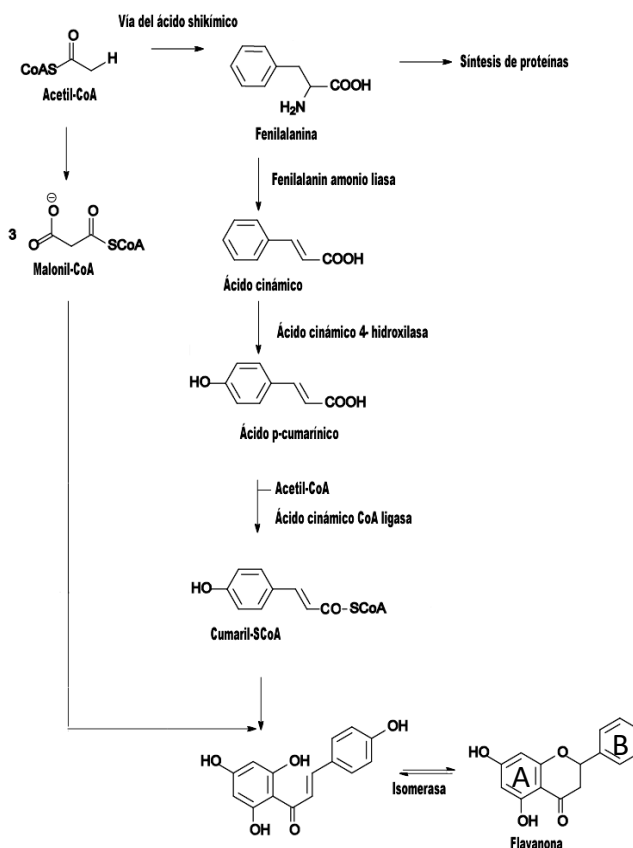 Vía del ácido shikímico
O
CoAS
H
Acetil-CoA
COOH
H₂N
Fenilalanina
Síntesis de proteínas
Fenilalanin amonio liasa
3
O
⊖
O
O
SCoA
Malonil-CoA
COOH
Ácido cinámico
Ácido cinámico 4- hidroxilasa
HO
COOH
Ácido p-cumarínico
Acetil-CoA
Ácido cinámico CoA ligasa
HO
CO-SCoA
Cumaril-SCoA
OH
HO
OH
OH
O
Isomerasa
HO
O
A
B
OH
O
Flavanona